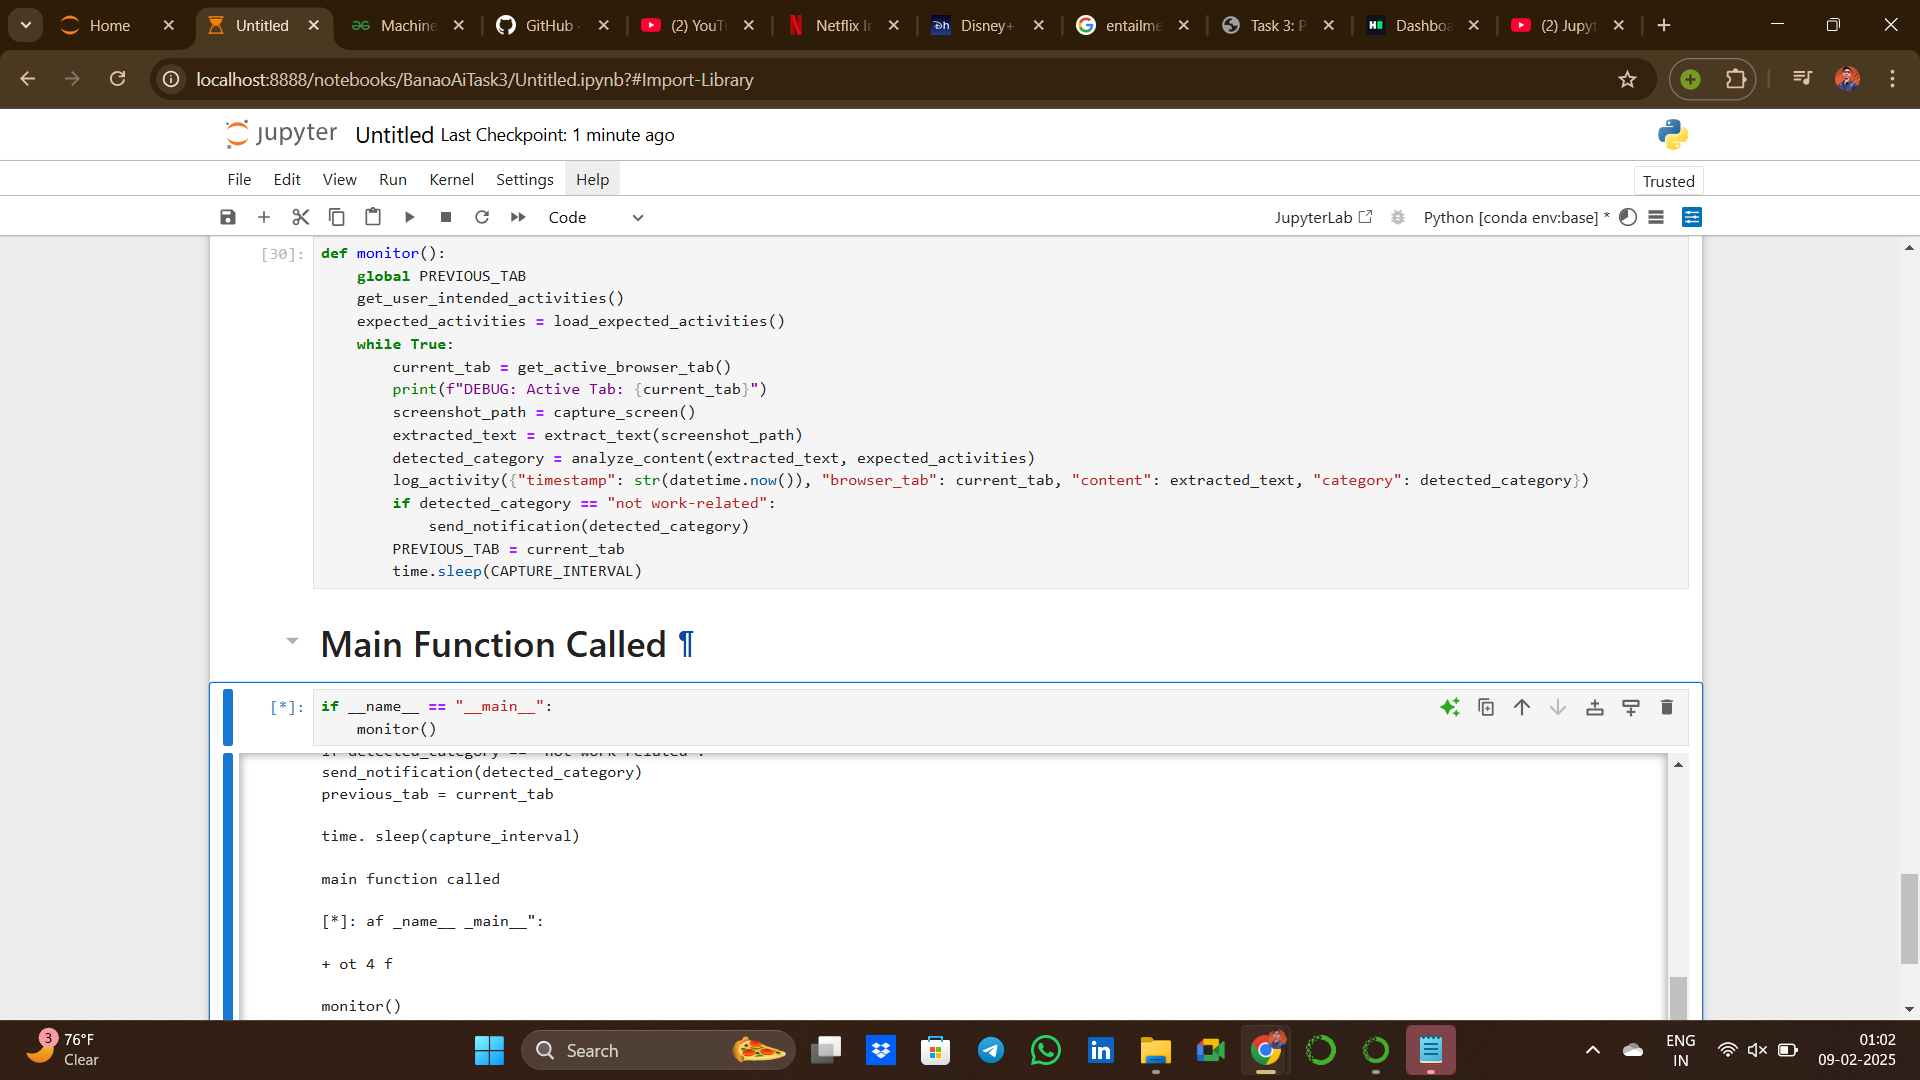 Home
Untitled
Machine
GitHub
(2) YouT
Netflix I
Disney+
entailme
Task 3: P
Dashboa
(2) Jupyt
localhost:8888/notebooks/BanaoAiTask3/Untitled.ipynb?#Import-Library
jupyter Untitled Last Checkpoint: 1 minute ago
File Edit View Run Kernel Settings Help
Trusted
Code
JupyterLab
Python [conda env:base] *
[30]:
def monitor():
    global PREVIOUS_TAB
    get_user_intended_activities()
    expected_activities = load_expected_activities()
    while True:
        current_tab = get_active_browser_tab()
        print(f"DEBUG: Active Tab: {current_tab}")
        screenshot_path = capture_screen()
        extracted_text = extract_text(screenshot_path)
        detected_category = analyze_content(extracted_text, expected_activities)
        log_activity({"timestamp": str(datetime.now()), "browser_tab": current_tab, "content": extracted_text, "category": detected_category})
        if detected_category == "not work-related":
            send_notification(detected_category)
        PREVIOUS_TAB = current_tab
        time.sleep(CAPTURE_INTERVAL)
Main Function Called ¶
[*]:
if __name__ == "__main__":
    monitor()
if detected_category == "not work-related":
send_notification(detected_category)
previous_tab = current_tab
time. sleep(capture_interval)
main function called
[*]: af _name__ _main__":
+ ot 4 f
monitor()
3
76°F
Clear
Search
ENG
IN
01:02
09-02-2025